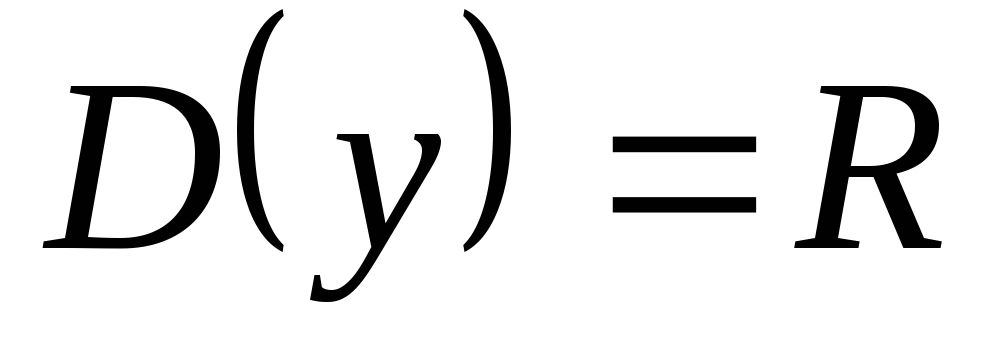 D(y) = R